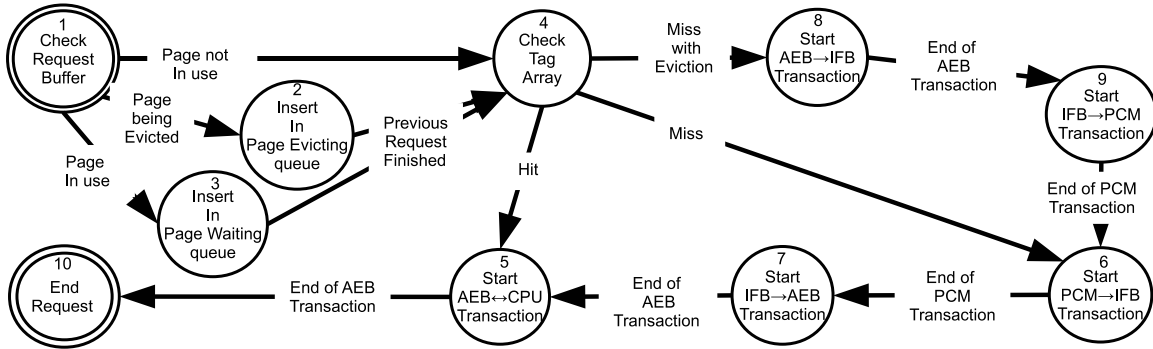 1
Check
Request
Buffer
Page not
In use
Page
being
Evicted
Page
In use
2
Insert
In
Page Evicting
queue
3
Insert
In
Page Waiting
queue
Previous
Request
Finished
4
Check
Tag
Array
Miss
with
Eviction
8
Start
AEB→IFB
Transaction
End of
AEB
Transaction
9
Start
IFB→PCM
Transaction
Hit
Miss
End of PCM
Transaction
10
End
Request
End of AEB
Transaction
5
Start
AEB↔CPU
Transaction
End of
AEB
Transaction
7
Start
IFB→AEB
Transaction
End of
PCM
Transaction
6
Start
PCM→IFB
Transaction